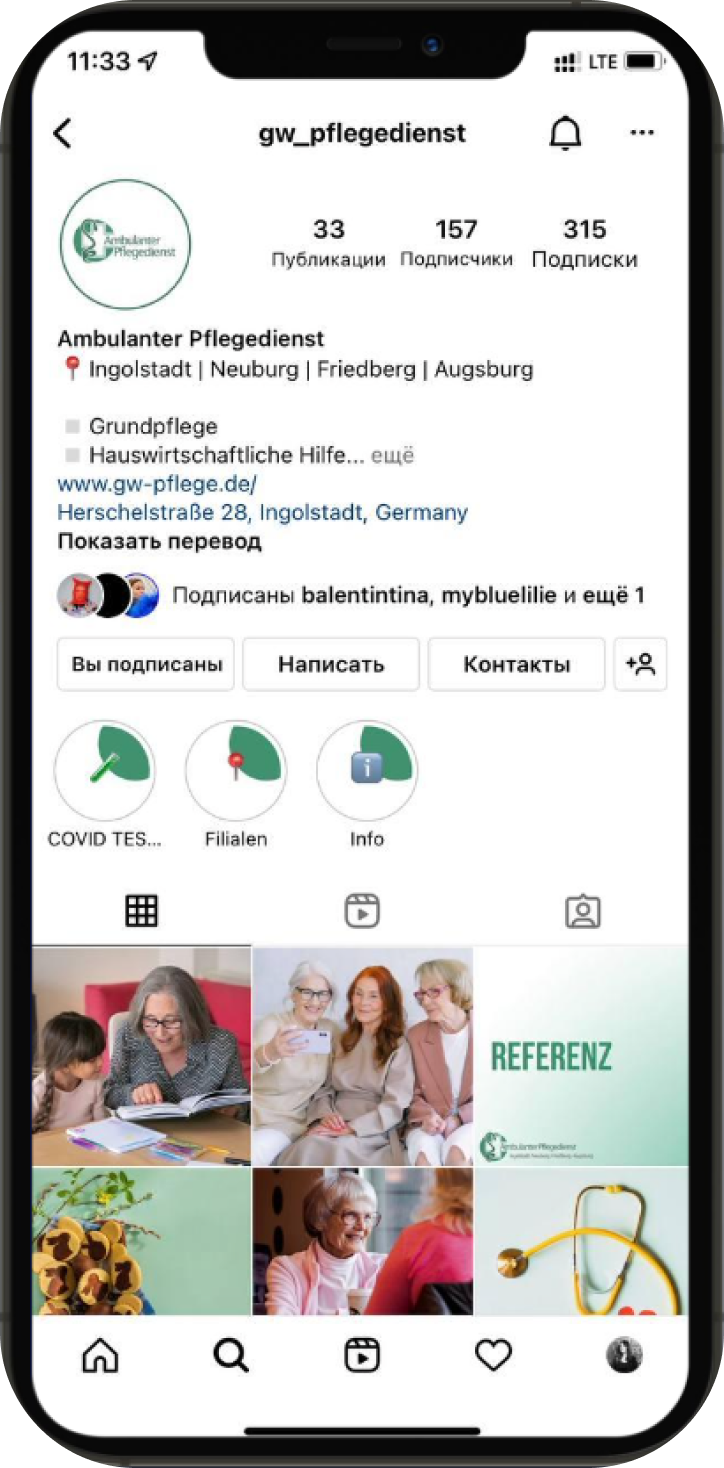 11:33
LTE
gw_pflegedienst
Ambulanter
Pflegedienst
33
157
315
Публикации
Подписчики
Подписки
Ambulanter Pflegedienst
Ingolstadt | Neuburg | Friedberg | Augsburg
Grundpflege
Hauswirtschaftliche Hilfe... ещё
www.gw-pflege.de/
Herschelstraße 28, Ingolstadt, Germany
Показать перевод
Подписаны balentintina, mybluelilie и ещё 1
Вы подписаны
Написать
Контакты
COVID TES...
Filialen
Info
REFERENZ
Ambulanter Pflegedienst